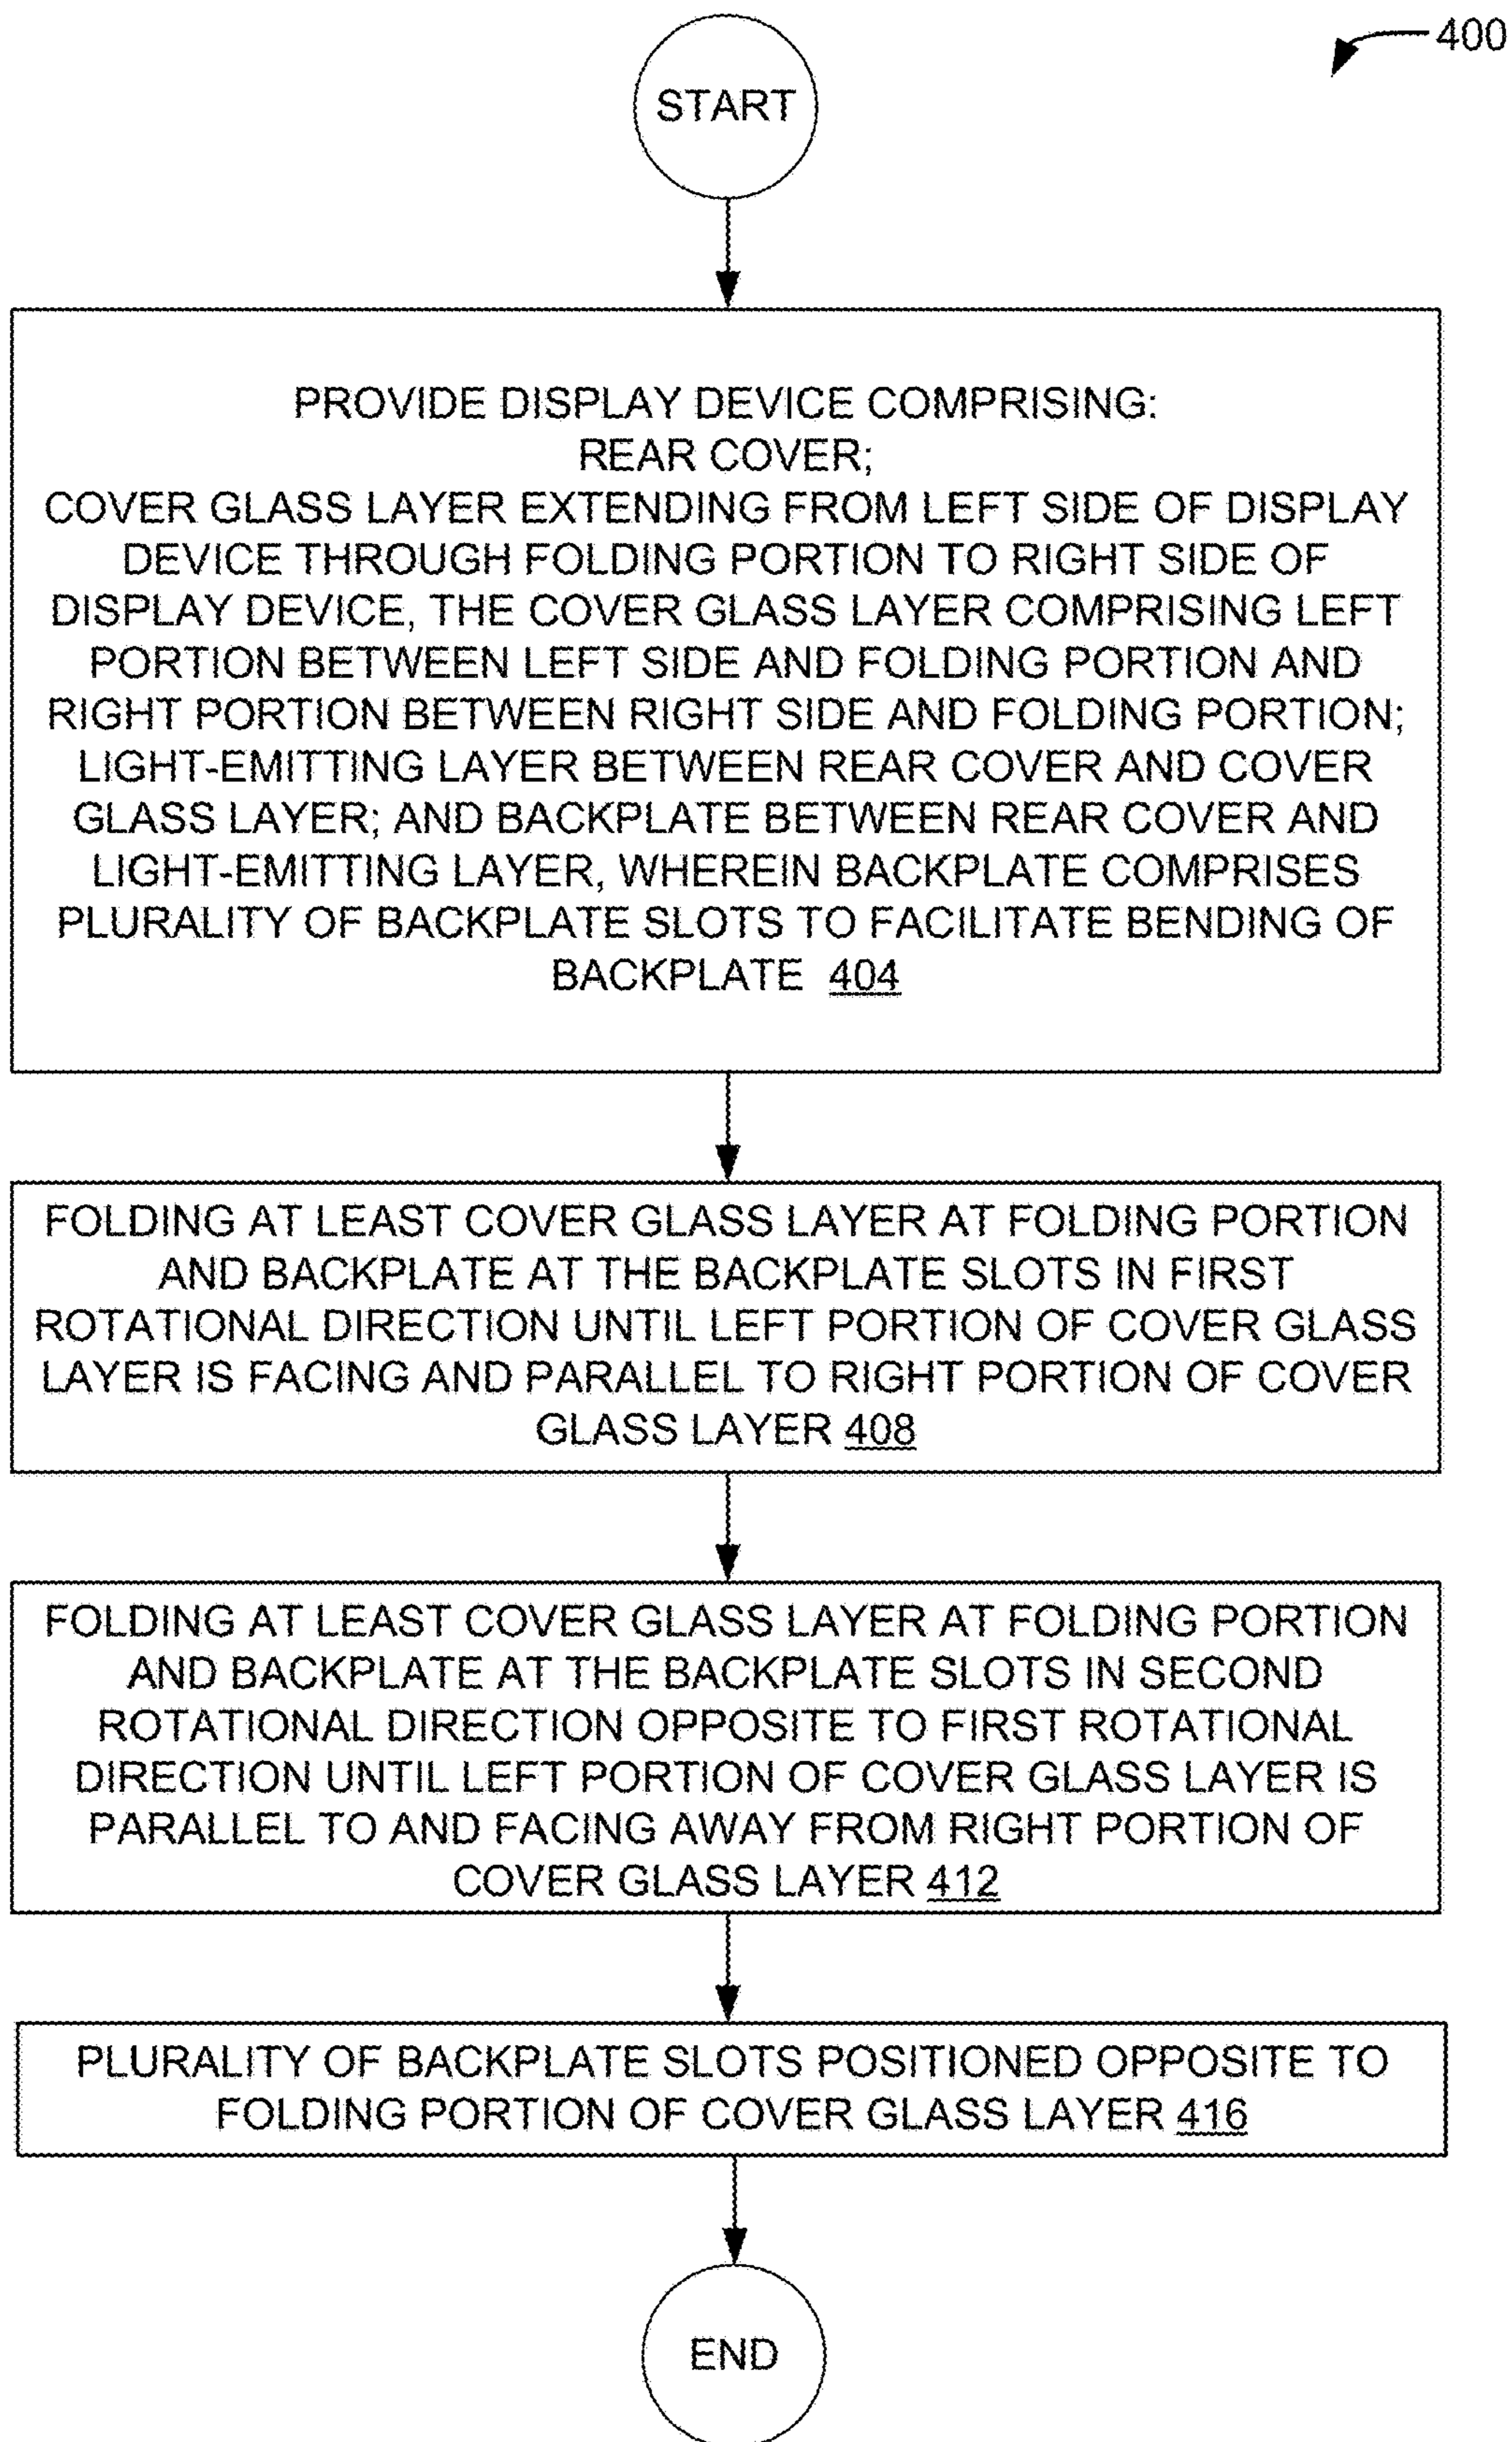 400
START
PROVIDE DISPLAY DEVICE COMPRISING:
REAR COVER;
COVER GLASS LAYER EXTENDING FROM LEFT SIDE OF DISPLAY
DEVICE THROUGH FOLDING PORTION TO RIGHT SIDE OF
DISPLAY DEVICE, THE COVER GLASS LAYER COMPRISING LEFT
PORTION BETWEEN LEFT SIDE AND FOLDING PORTION AND
RIGHT PORTION BETWEEN RIGHT SIDE AND FOLDING PORTION;
LIGHT-EMITTING LAYER BETWEEN REAR COVER AND COVER
GLASS LAYER; AND BACKPLATE BETWEEN REAR COVER AND
LIGHT-EMITTING LAYER, WHEREIN BACKPLATE COMPRISES
PLURALITY OF BACKPLATE SLOTS TO FACILITATE BENDING OF
BACKPLATE 404
FOLDING AT LEAST COVER GLASS LAYER AT FOLDING PORTION
AND BACKPLATE AT THE BACKPLATE SLOTS IN FIRST
ROTATIONAL DIRECTION UNTIL LEFT PORTION OF COVER GLASS
LAYER IS FACING AND PARALLEL TO RIGHT PORTION OF COVER
GLASS LAYER 408
FOLDING AT LEAST COVER GLASS LAYER AT FOLDING PORTION
AND BACKPLATE AT THE BACKPLATE SLOTS IN SECOND
ROTATIONAL DIRECTION OPPOSITE TO FIRST ROTATIONAL
DIRECTION UNTIL LEFT PORTION OF COVER GLASS LAYER IS
PARALLEL TO AND FACING AWAY FROM RIGHT PORTION OF
COVER GLASS LAYER 412
PLURALITY OF BACKPLATE SLOTS POSITIONED OPPOSITE TO
FOLDING PORTION OF COVER GLASS LAYER 416
END